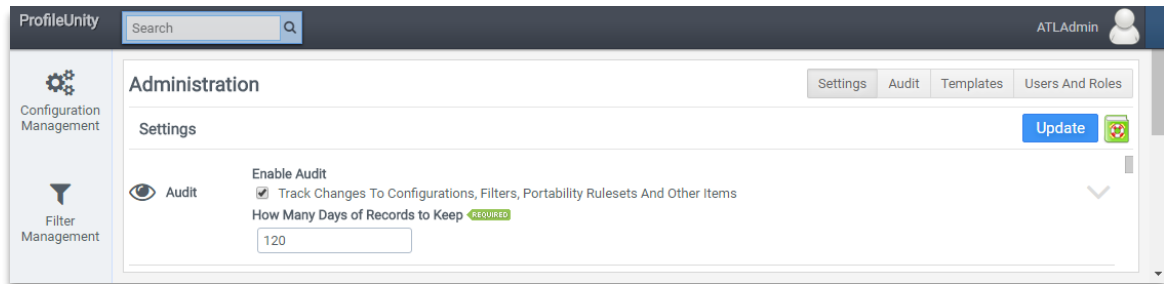 ProfileUnity
Search
ATLAdmin
Configuration
Management
Filter
Management
Administration
Settings
Audit
Templates
Users And Roles
Settings
Update
Audit
Enable Audit
Track Changes To Configurations, Filters, Portability Rulesets And Other Items
How Many Days of Records to Keep REQUIRED
120